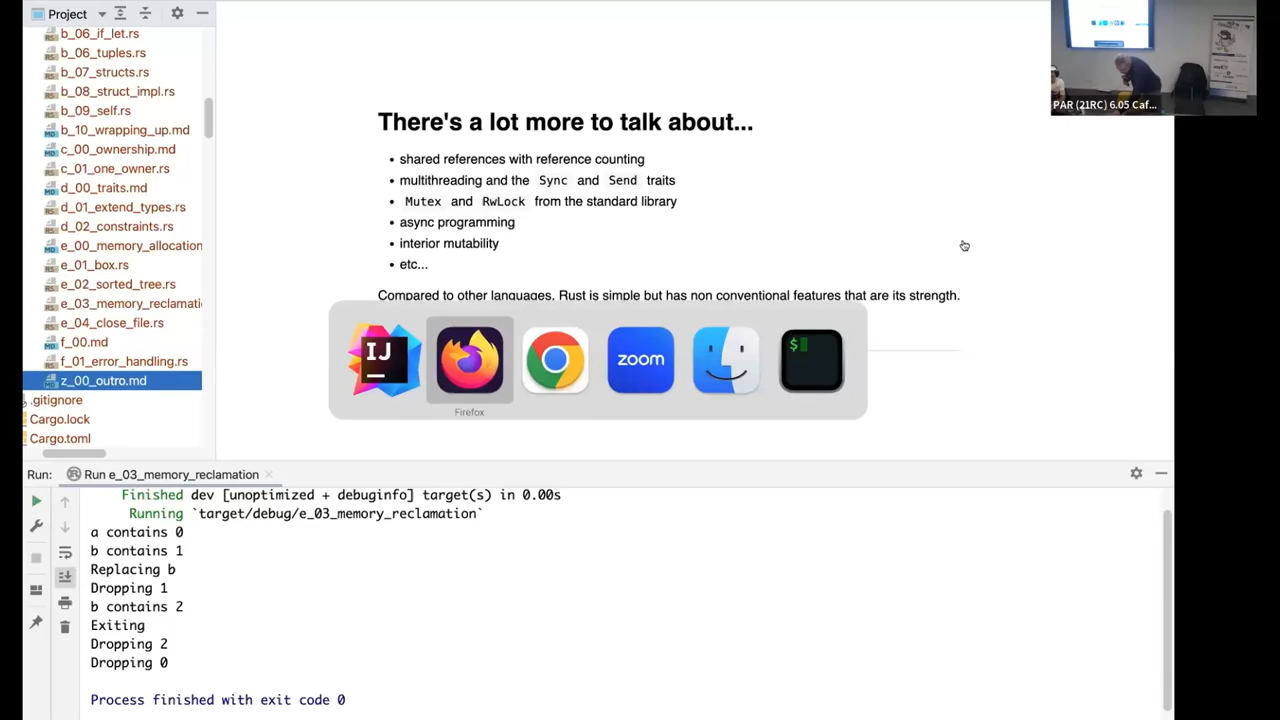 Project
b_06_if_let.rs
b_06_tuples.rs
b_07_structs.rs
b_08_struct_impl.rs
b_09_self.rs
b_10_wrapping_up.md
c_00_ownership.md
c_01_one_owner.rs
d_00_traits.md
d_01_extend_types.rs
d_02_constraints.rs
e_00_memory_allocation
e_01_box.rs
e_02_sorted_tree.rs
e_03_memory_reclamati
e_04_close_file.rs
f_00.md
f_01_error_handling.rs
z_00_outro.md
.gitignore
Cargo.lock
Cargo.toml
There's a lot more to talk about...
• shared references with reference counting
• multithreading and the Sync and Send traits
• Mutex and RwLock from the standard library
• async programming
• interior mutability
• etc...
Compared to other languages, Rust is simple but has non conventional features that are its strength.
IJ
zoom
$
Firefox
PAR (21RC) 6.05 Caf...
Run: Run e_03_memory_reclamation
Finished dev [unoptimized + debuginfo] target(s) in 0.00s
Running `target/debug/e_03_memory_reclamation`
a contains 0
b contains 1
Replacing b
Dropping 1
b contains 2
Exiting
Dropping 2
Dropping 0
Process finished with exit code 0